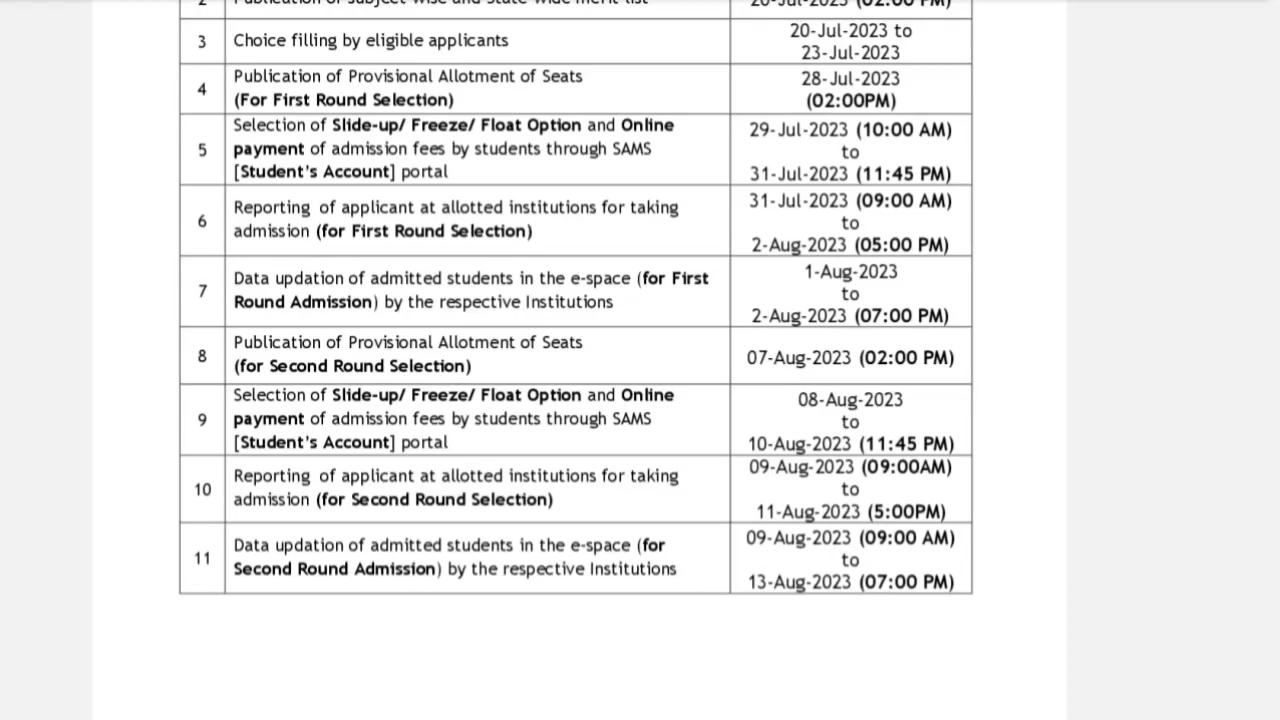 3
Choice filling by eligible applicants
20-Jul-2023 to
23-Jul-2023
4
Publication of Provisional Allotment of Seats
(For First Round Selection)
28-Jul-2023
(02:00PM)
5
Selection of Slide-up/ Freeze/ Float Option and Online
payment of admission fees by students through SAMS
[Student's Account] portal
29-Jul-2023 (10:00 AM)
to
31-Jul-2023 (11:45 PM)
6
Reporting of applicant at allotted institutions for taking
admission (for First Round Selection)
31-Jul-2023 (09:00 AM)
to
2-Aug-2023 (05:00 PM)
7
Data updation of admitted students in the e-space (for First
Round Admission) by the respective Institutions
1-Aug-2023
to
2-Aug-2023 (07:00 PM)
8
Publication of Provisional Allotment of Seats
(for Second Round Selection)
07-Aug-2023 (02:00 PM)
9
Selection of Slide-up/ Freeze/ Float Option and Online
payment of admission fees by students through SAMS
[Student's Account] portal
08-Aug-2023
to
10-Aug-2023 (11:45 PM)
10
Reporting of applicant at allotted institutions for taking
admission (for Second Round Selection)
09-Aug-2023 (09:00AM)
to
11-Aug-2023 (5:00PM)
11
Data updation of admitted students in the e-space (for
Second Round Admission) by the respective Institutions
09-Aug-2023 (09:00 AM)
to
13-Aug-2023 (07:00 PM)